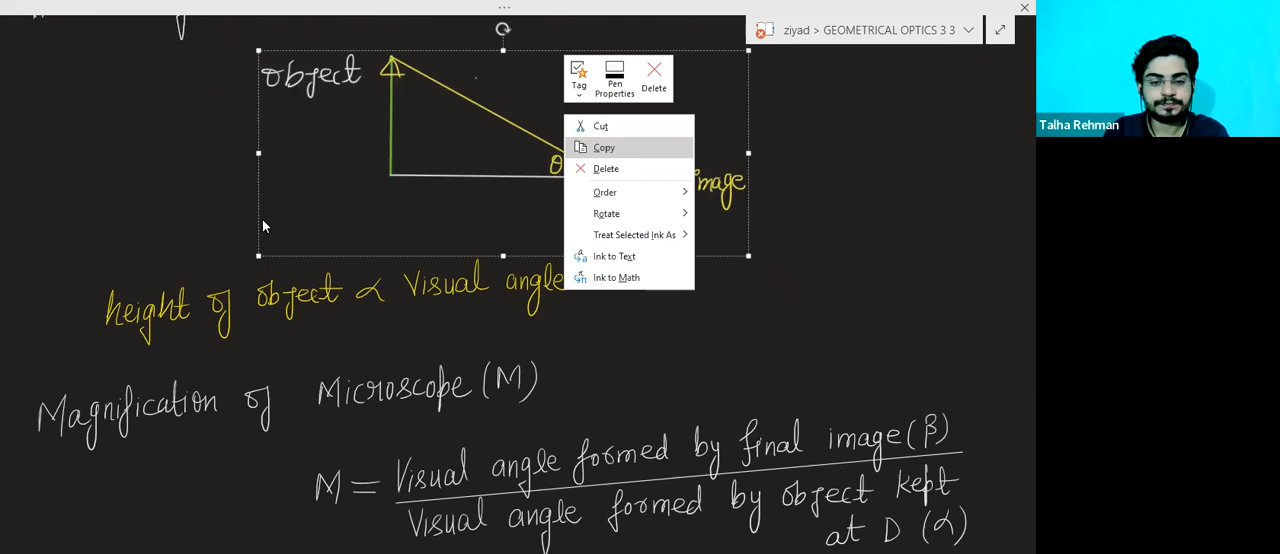 ziyad > GEOMETRICAL OPTICS 3 3
object
Tag
Pen Properties
Delete
Cut
Copy
Delete
Order
Rotate
Treat Selected Ink As
Ink to Text
Ink to Math
θ
image
Talha Rehman
height of object α Visual angle
Magnification of Microscope (M)
M = Visual angle formed by final image (β)
Visual angle formed by object kept
at D (α)